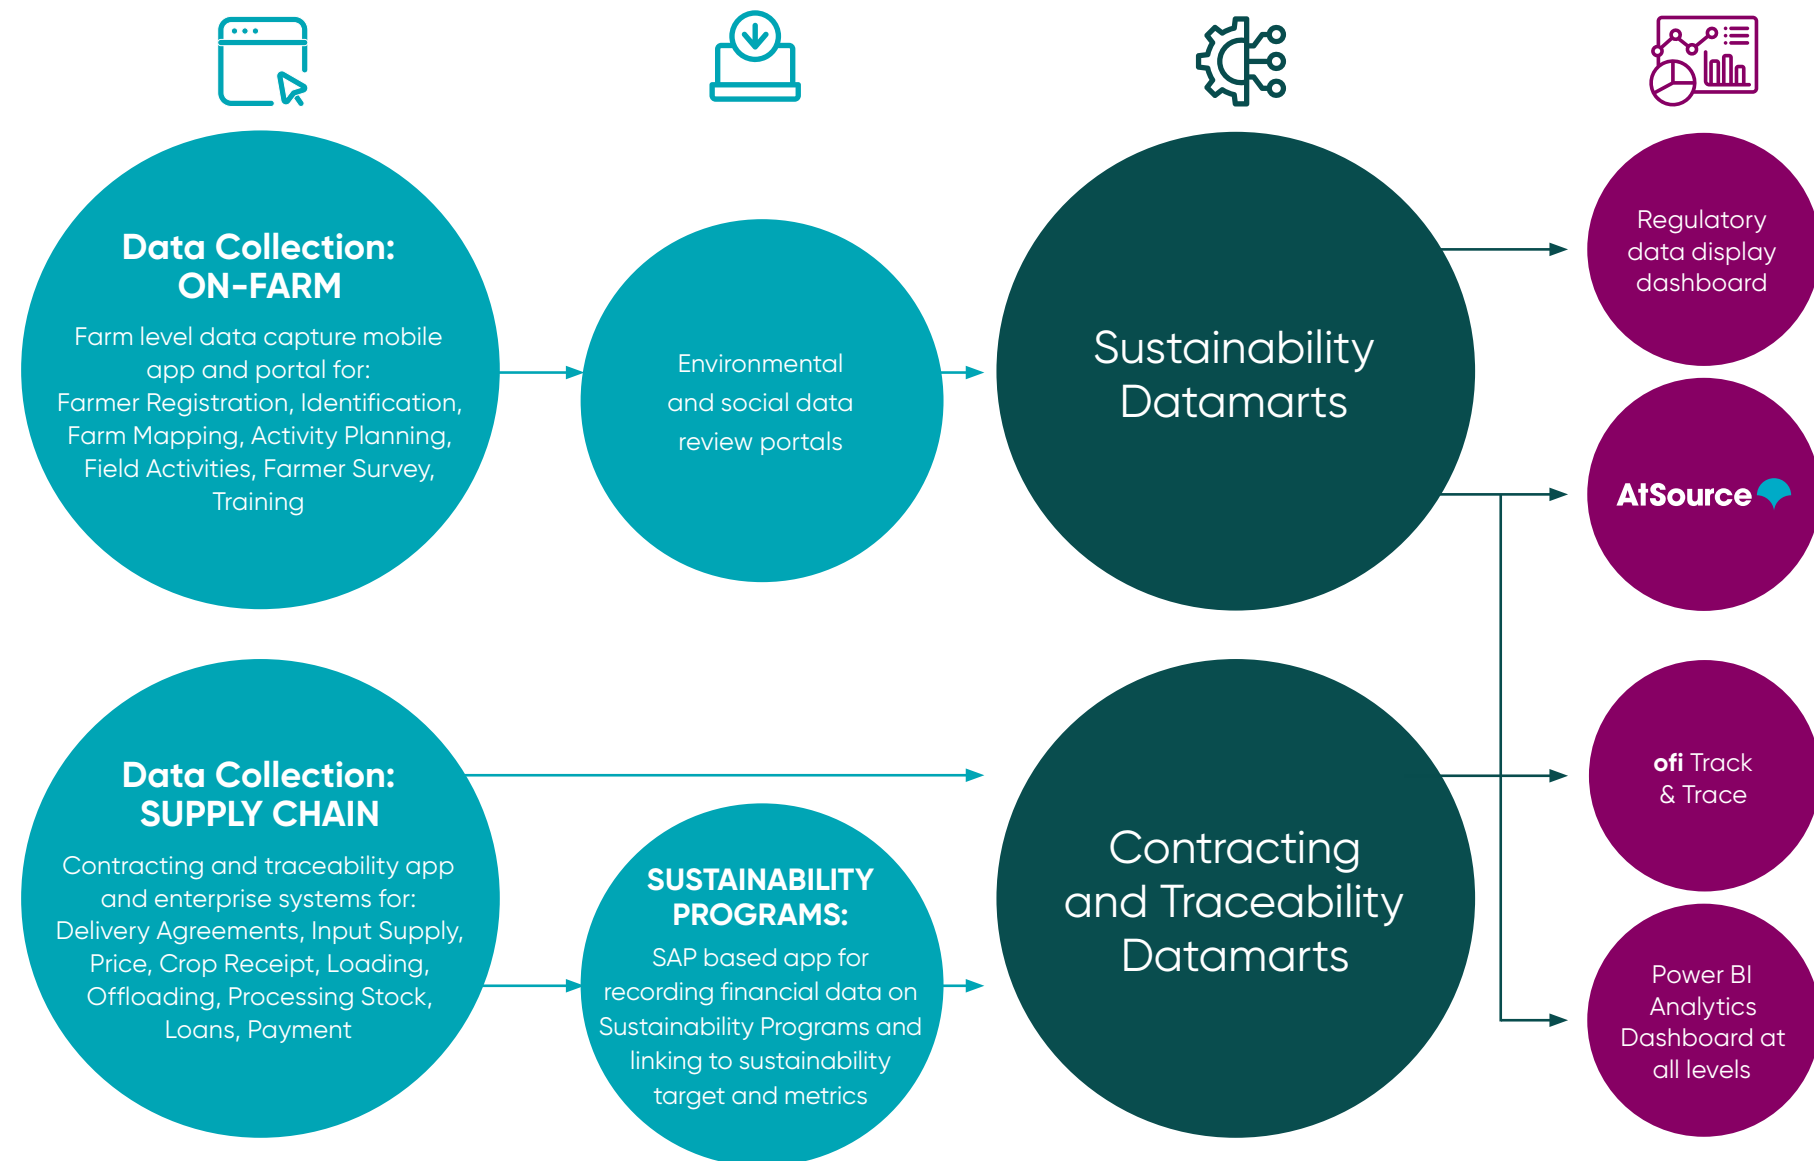 Data Collection:
ON-FARM
Farm level data capture mobile
app and portal for:
Farmer Registration, Identification,
Farm Mapping, Activity Planning,
Field Activities, Farmer Survey,
Training
Environmental
and social data
review portals
Sustainability
Datamarts
Regulatory
data display
dashboard
AtSource
Data Collection:
SUPPLY CHAIN
Contracting and traceability app
and enterprise systems for:
Delivery Agreements, Input Supply,
Price, Crop Receipt, Loading,
Offloading, Processing Stock,
Loans, Payment
SUSTAINABILITY
PROGRAMS:
SAP based app for
recording financial data on
Sustainability Programs and
linking to sustainability
target and metrics
Contracting
and Traceability
Datamarts
ofi Track
& Trace
Power BI
Analytics
Dashboard at
all levels